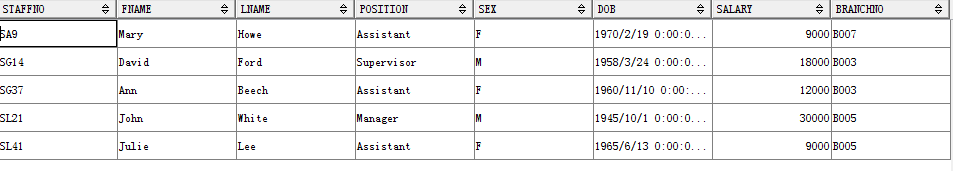 STAFFNO FNAME LNAME POSITION SEX DOB SALARY BRANCHNO
SA9 Mary Howe Assistant F 1970/2/19 0:00:0... 9000 B007
SG14 David Ford Supervisor M 1958/3/24 0:00:0... 18000 B003
SG37 Ann Beech Assistant F 1960/11/10 0:00:... 12000 B003
SL21 John White Manager M 1945/10/1 0:00:0... 30000 B005
SL41 Julie Lee Assistant F 1965/6/13 0:00:0... 9000 B005